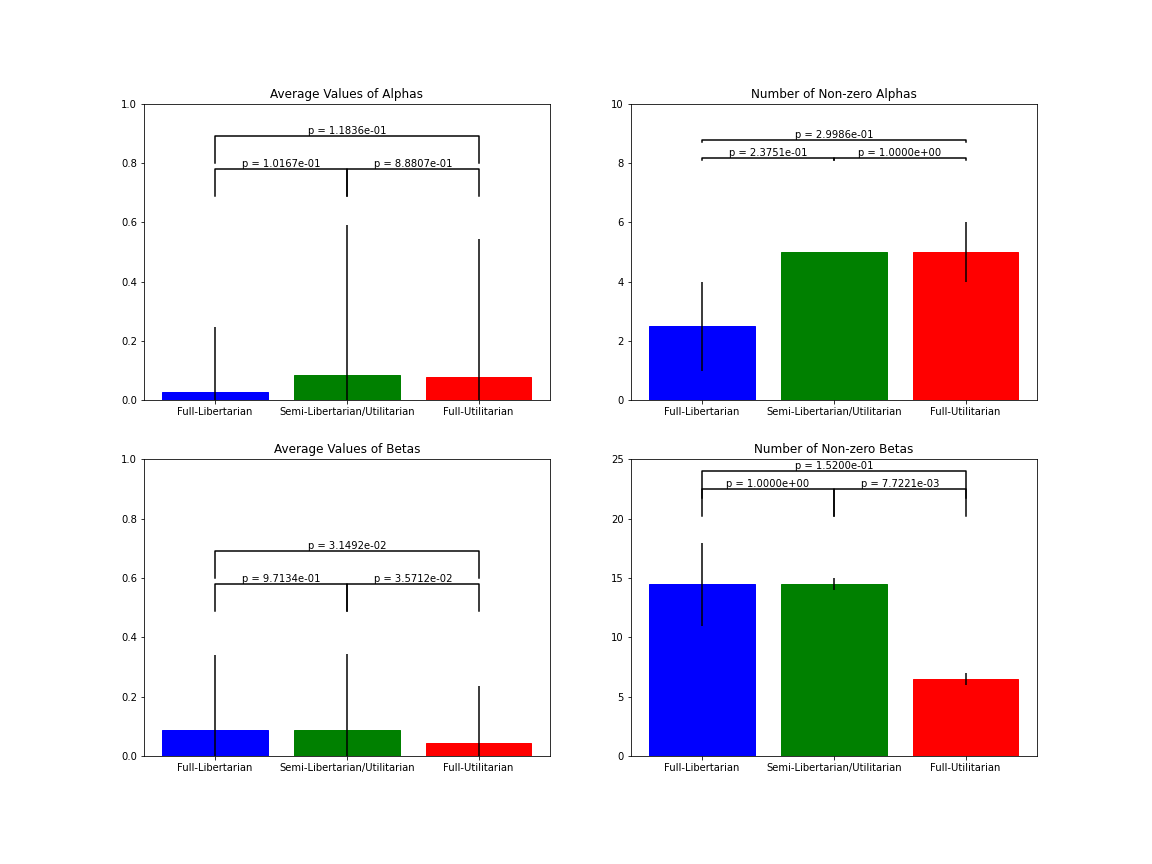 Average Values of Alphas
1.0
0.8
0.6
0.4
0.2
0.0
p = 1.1836e-01
p = 1.0167e-01 p = 8.8807e-01
Full-Libertarian Semi-Libertarian/Utilitarian Full-Utilitarian
Number of Non-zero Alphas
10
8
6
4
2
0
p = 2.9986e-01
p = 2.3751e-01 p = 1.0000e+00
Full-Libertarian Semi-Libertarian/Utilitarian Full-Utilitarian
Average Values of Betas
1.0
0.8
0.6
0.4
0.2
0.0
p = 3.1492e-02
p = 9.7134e-01 p = 3.5712e-02
Full-Libertarian Semi-Libertarian/Utilitarian Full-Utilitarian
Number of Non-zero Betas
25
20
15
10
5
0
p = 1.5200e-01
p = 1.0000e+00 p = 7.7221e-03
Full-Libertarian Semi-Libertarian/Utilitarian Full-Utilitarian